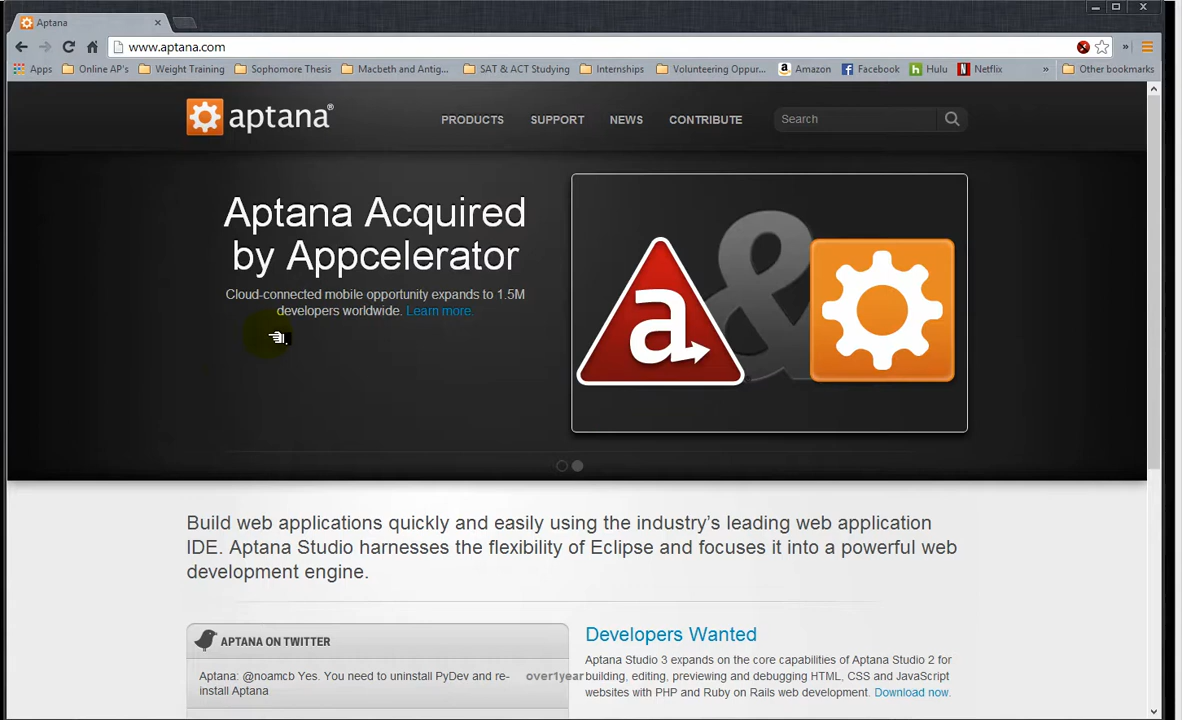 Aptana
www.aptana.com
Apps Online AP's Weight Training Sophomore Thesis Macbeth and Antig... SAT & ACT Studying Internships Volunteering Oppur... Amazon Facebook Hulu Netflix » Other bookmarks
aptana®
PRODUCTS SUPPORT NEWS CONTRIBUTE Search
Aptana Acquired
by Appcelerator
Cloud-connected mobile opportunity expands to 1.5M
developers worldwide. Learn more.
a & 
Build web applications quickly and easily using the industry's leading web application
IDE. Aptana Studio harnesses the flexibility of Eclipse and focuses it into a powerful web
development engine.
APTANA ON TWITTER
Aptana: @noamcb Yes. You need to uninstall PyDev and re-
install Aptana
over1year
Developers Wanted
Aptana Studio 3 expands on the core capabilities of Aptana Studio 2 for
building, editing, previewing and debugging HTML, CSS and JavaScript
websites with PHP and Ruby on Rails web development. Download now.